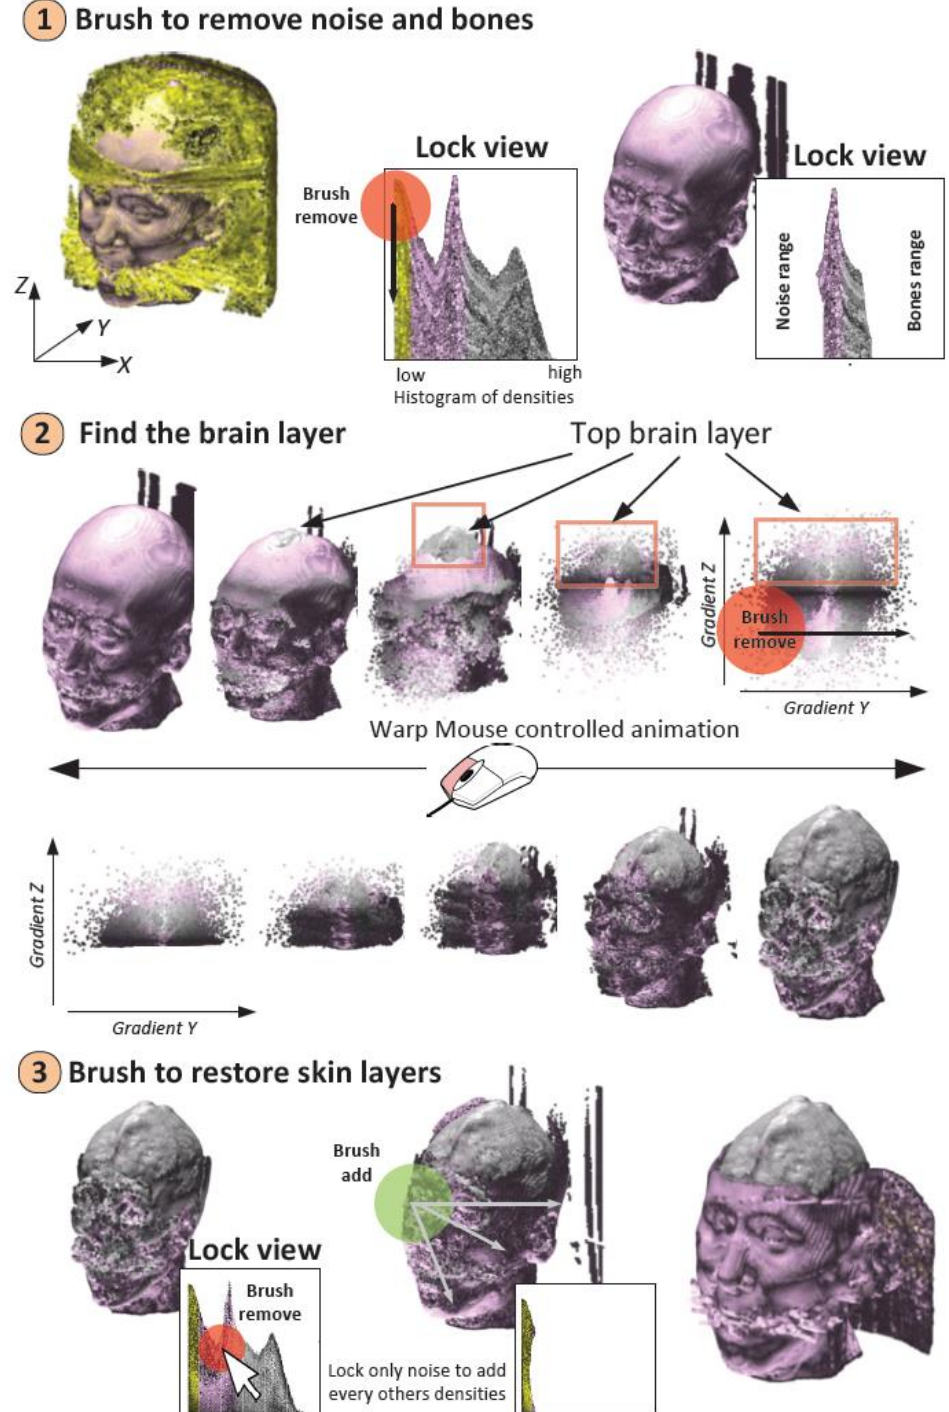 1 Brush to remove noise and bones
Lock view
Brush
remove
low
high
Histogram of densities
Z
Y
X
Lock view
Noise range
Bones range
2 Find the brain layer
Top brain layer
Gradient Z
Brush
remove
Gradient Y
Warp Mouse controlled animation
Gradient Z
Gradient Y
3 Brush to restore skin layers
Lock view
Brush
remove
Brush
add
Lock only noise to add
every others densities